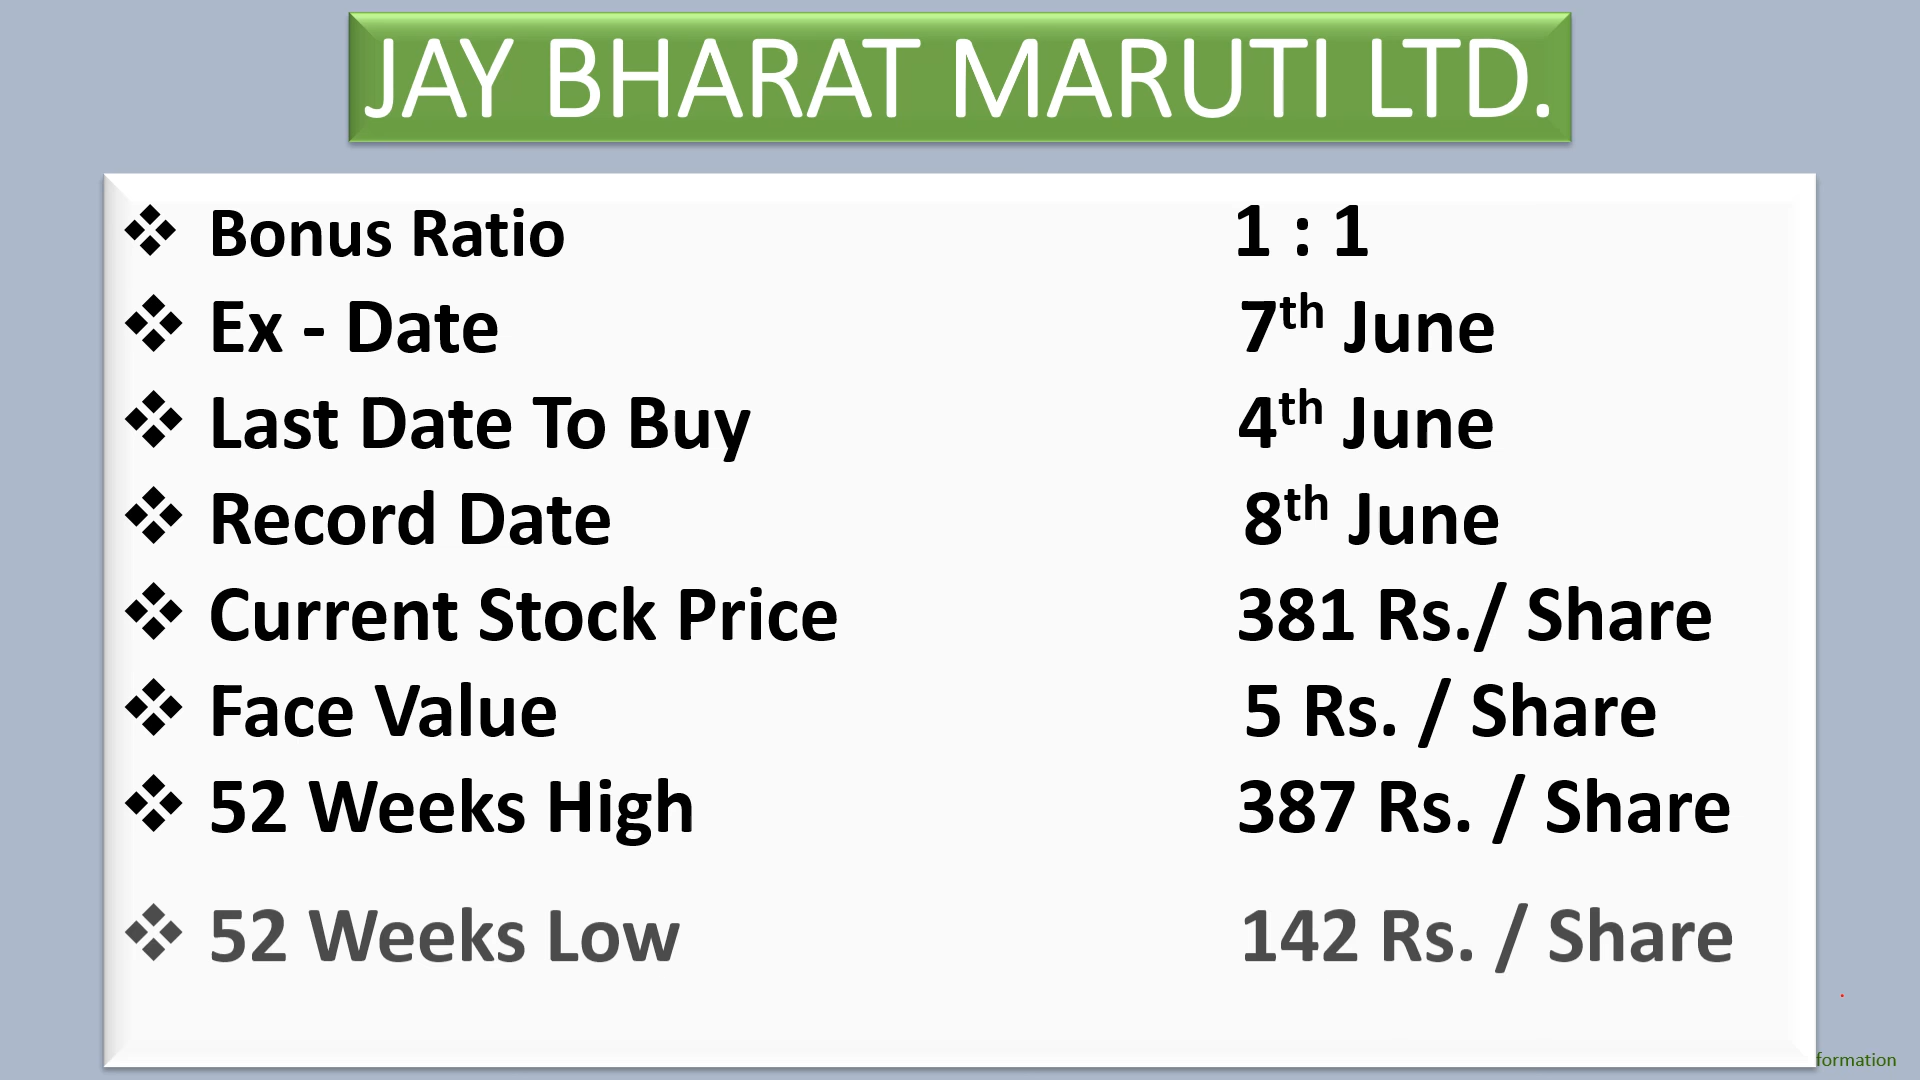 JAY BHARAT MARUTI LTD.
❖ Bonus Ratio 1 : 1
❖ Ex - Date 7th June
❖ Last Date To Buy 4th June
❖ Record Date 8th June
❖ Current Stock Price 381 Rs./ Share
❖ Face Value 5 Rs. / Share
❖ 52 Weeks High 387 Rs. / Share
❖ 52 Weeks Low 142 Rs. / Share
formation